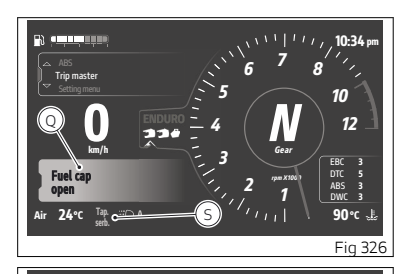 10:34 pm
ABS
Trip master
Setting menu
Q
0
km/h
ENDURO
Fuel cap
open
Air 24°C
Tap.
serb.
A
S
1
2
3
4
5
6
7
8
10
12
N
Gear
rpm X1000
EBC 3
DTC 5
ABS 3
DWC 3
90°C
Fig 326